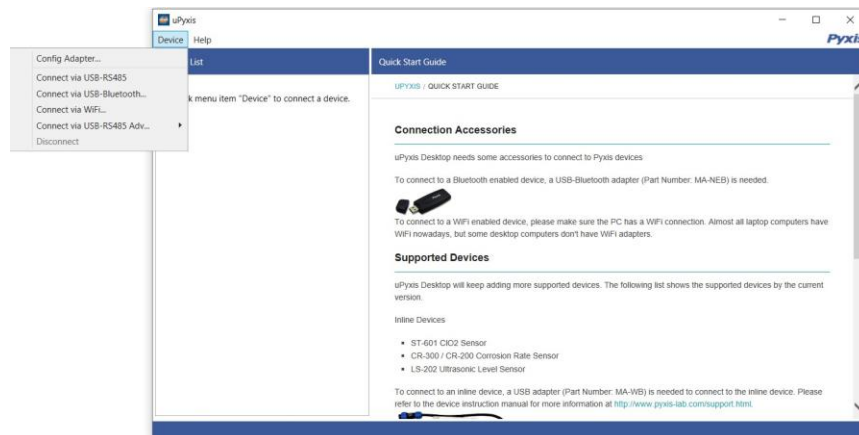 uPyxis
Device Help
Pyxis
Config Adapter...
Connect via USB-RS485
Connect via USB-Bluetooth...
Connect via WiFi...
Connect via USB-RS485 Adv...
Disconnect
List
k menu item "Device" to connect a device.
Quick Start Guide
UPYXIS / QUICK START GUIDE
Connection Accessories
uPyxis Desktop needs some accessories to connect to Pyxis devices
To connect to a Bluetooth enabled device, a USB-Bluetooth adapter (Part Number: MA-NEB) is needed.
To connect to a WiFi enabled device, please make sure the PC has a WiFi connection. Almost all laptop computers have
WiFi nowadays, but some desktop computers don't have WiFi adapters.
Supported Devices
uPyxis Desktop will keep adding more supported devices. The following list shows the supported devices by the current
version.
Inline Devices
ST-601 ClO2 Sensor
CR-300 / CR-200 Corrosion Rate Sensor
LS-202 Ultrasonic Level Sensor
To connect to an inline device, a USB adapter (Part Number: MA-WB) is needed to connect to the inline device. Please
refer to the device instruction manual for more information at http://www.pyxis-lab.com/support.html.